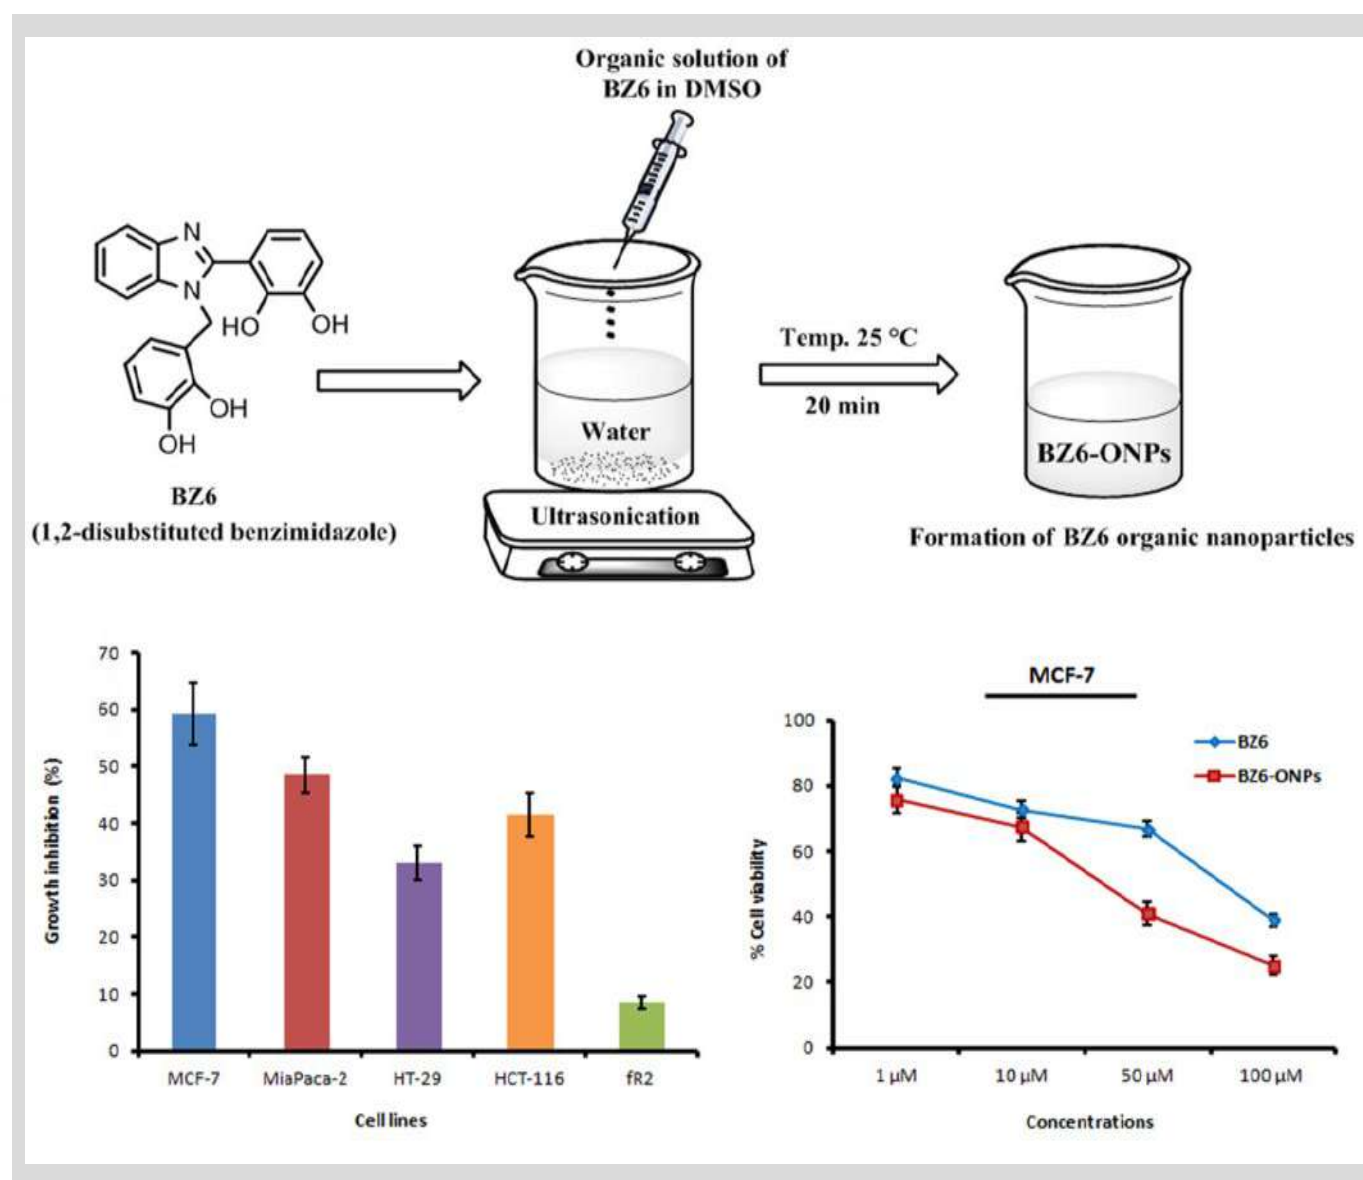 Organic solution of
BZ6 in DMSO
N
N
HO
OH
OH
OH
BZ6
(1,2-disubstituted benzimidazole)
Water
Ultrasonication
Temp. 25 °C
20 min
BZ6-ONPs
Formation of BZ6 organic nanoparticles
70
60
50
40
30
20
10
0
Growth inhibition (%)
MCF-7 MiaPaca-2 HT-29 HCT-116 fR2
Cell lines
MCF-7
BZ6
BZ6-ONPs
100
80
60
40
20
0
% Cell viability
1 µM 10 µM 50 µM 100 µM
Concentrations